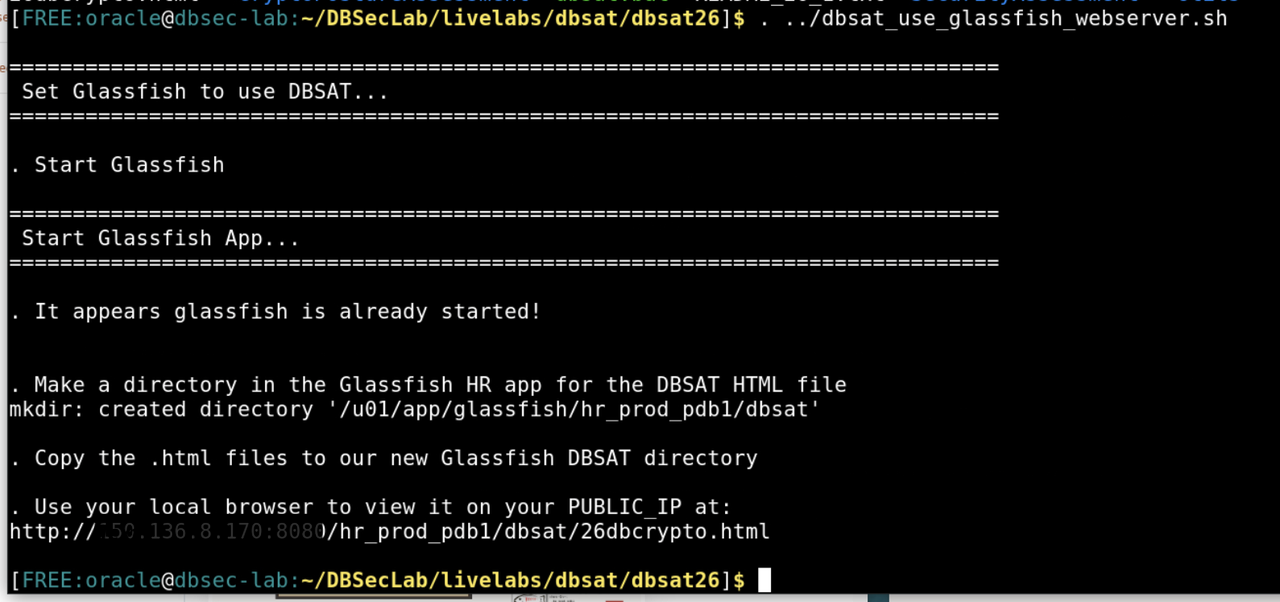 [FREE:oracle@dbsec-lab:~/DBSecLab/livelabs/dbsat/dbsat26]$ . ../dbsat_use_glassfish_webserver.sh
==============================================================================
Set Glassfish to use DBSAT...
==============================================================================
. Start Glassfish
==============================================================================
Start Glassfish App...
==============================================================================
. It appears glassfish is already started!
. Make a directory in the Glassfish HR app for the DBSAT HTML file
mkdir: created directory '/u01/app/glassfish/hr_prod_pdb1/dbsat'
. Copy the .html files to our new Glassfish DBSAT directory
. Use your local browser to view it on your PUBLIC_IP at:
http:///hr_prod_pdb1/dbsat/26dbcrypto.html
[FREE:oracle@dbsec-lab:~/DBSecLab/livelabs/dbsat/dbsat26]$